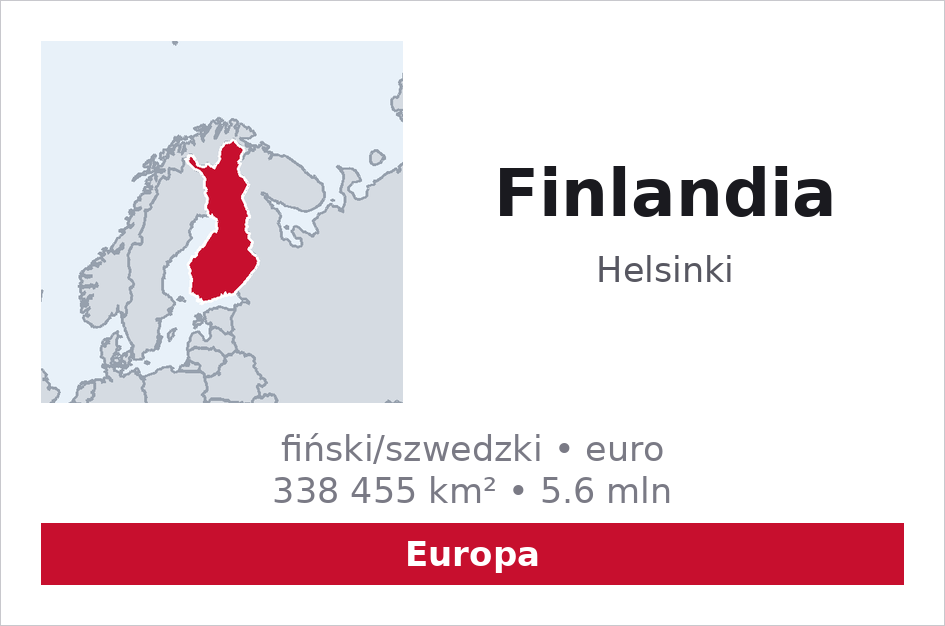 Finlandia
Helsinki
fiński/szwedzki • euro
338 455 km² • 5.6 mln
Europa